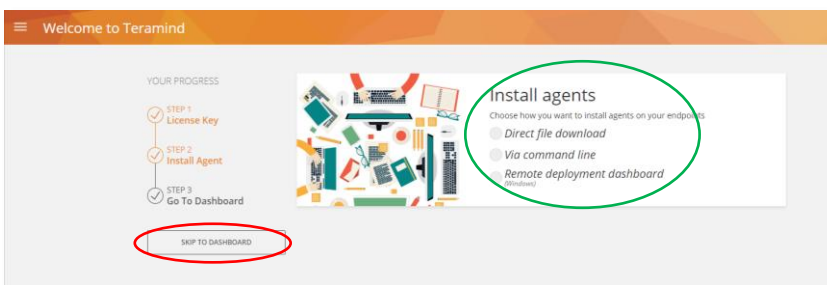 Welcome to Teramind
YOUR PROGRESS
STEP 1
License Key
STEP 2
Install Agent
STEP 3
Go To Dashboard
SKIP TO DASHBOARD
Install agents
Choose how you want to install agents on your endpoints
Direct file download
Via command line
Remote deployment dashboard
(Windows)